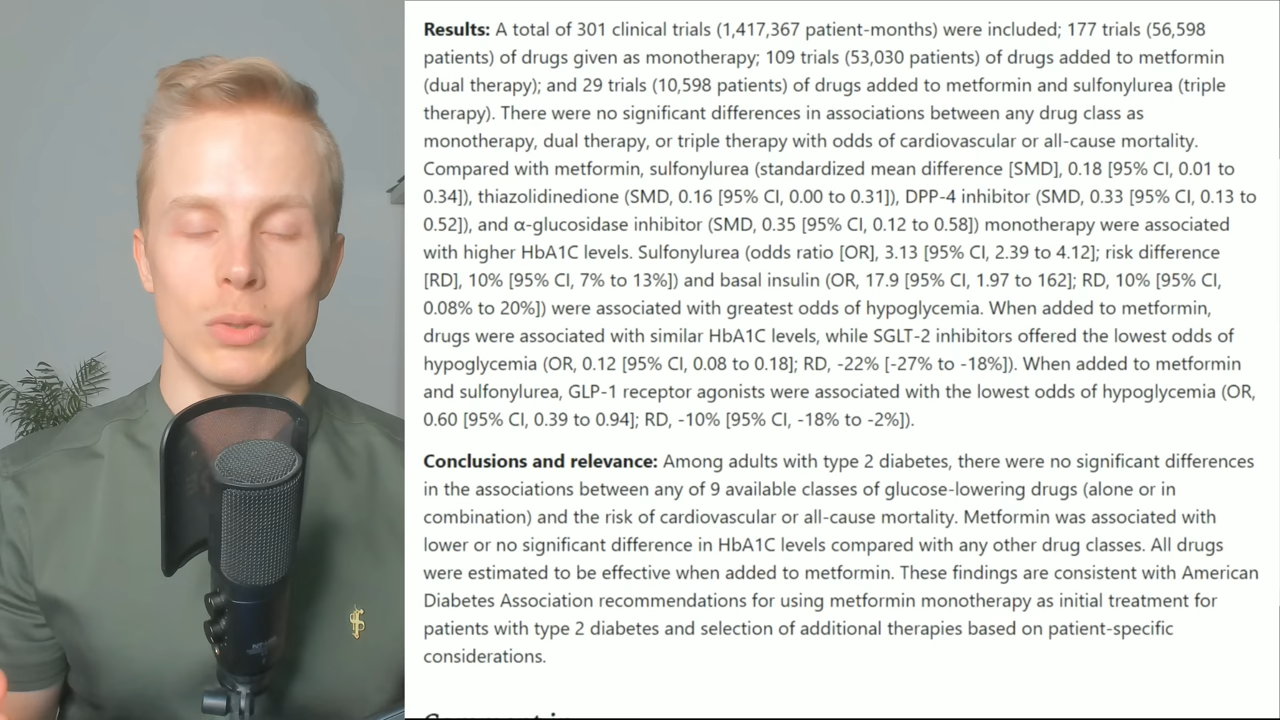 Results: A total of 301 clinical trials (1,417,367 patient-months) were included; 177 trials (56,598
patients) of drugs given as monotherapy; 109 trials (53,030 patients) of drugs added to metformin
(dual therapy); and 29 trials (10,598 patients) of drugs added to metformin and sulfonylurea (triple
therapy). There were no significant differences in associations between any drug class as
monotherapy, dual therapy, or triple therapy with odds of cardiovascular or all-cause mortality.
Compared with metformin, sulfonylurea (standardized mean difference [SMD], 0.18 [95% CI, 0.01 to
0.34]), thiazolidinedione (SMD, 0.16 [95% CI, 0.00 to 0.31]), DPP-4 inhibitor (SMD, 0.33 [95% CI, 0.13 to
0.52]), and α-glucosidase inhibitor (SMD, 0.35 [95% CI, 0.12 to 0.58]) monotherapy were associated
with higher HbA1C levels. Sulfonylurea (odds ratio [OR], 3.13 [95% CI, 2.39 to 4.12]; risk difference
[RD], 10% [95% CI, 7% to 13%]) and basal insulin (OR, 17.9 [95% CI, 1.97 to 162]; RD, 10% [95% CI,
0.08% to 20%]) were associated with greatest odds of hypoglycemia. When added to metformin,
drugs were associated with similar HbA1C levels, while SGLT-2 inhibitors offered the lowest odds of
hypoglycemia (OR, 0.12 [95% CI, 0.08 to 0.18]; RD, -22% [-27% to -18%]). When added to metformin
and sulfonylurea, GLP-1 receptor agonists were associated with the lowest odds of hypoglycemia (OR,
0.60 [95% CI, 0.39 to 0.94]; RD, -10% [95% CI, -18% to -2%]).
Conclusions and relevance: Among adults with type 2 diabetes, there were no significant differences
in the associations between any of 9 available classes of glucose-lowering drugs (alone or in
combination) and the risk of cardiovascular or all-cause mortality. Metformin was associated with
lower or no significant difference in HbA1C levels compared with any other drug classes. All drugs
were estimated to be effective when added to metformin. These findings are consistent with American
Diabetes Association recommendations for using metformin monotherapy as initial treatment for
patients with type 2 diabetes and selection of additional therapies based on patient-specific
considerations.